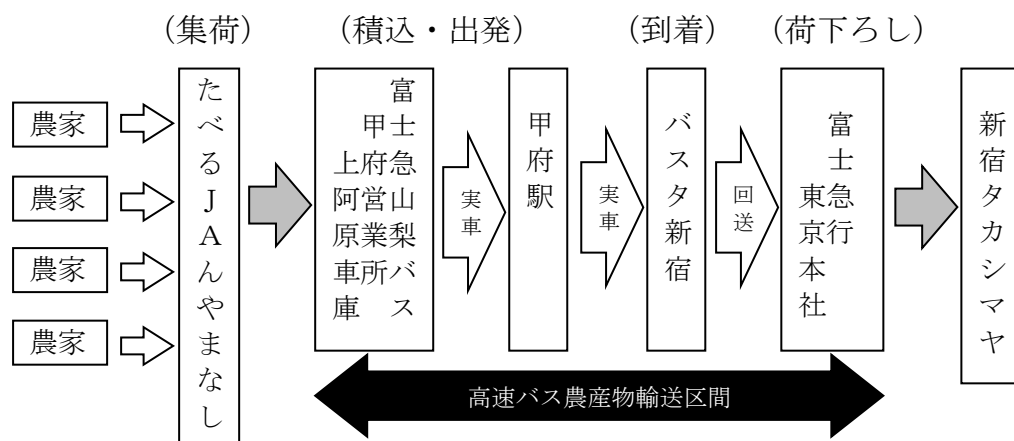 （集荷）
（積込・出発）
（到着）
（荷下ろし）
農家
農家
農家
農家
たべるＪＡんやまなし
富士急山梨バス
甲府営業所
上阿原車庫
実車
甲府駅
実車
バスタ新宿
回送
富士急行
東京本社
新宿タカシマヤ
高速バス農産物輸送区間